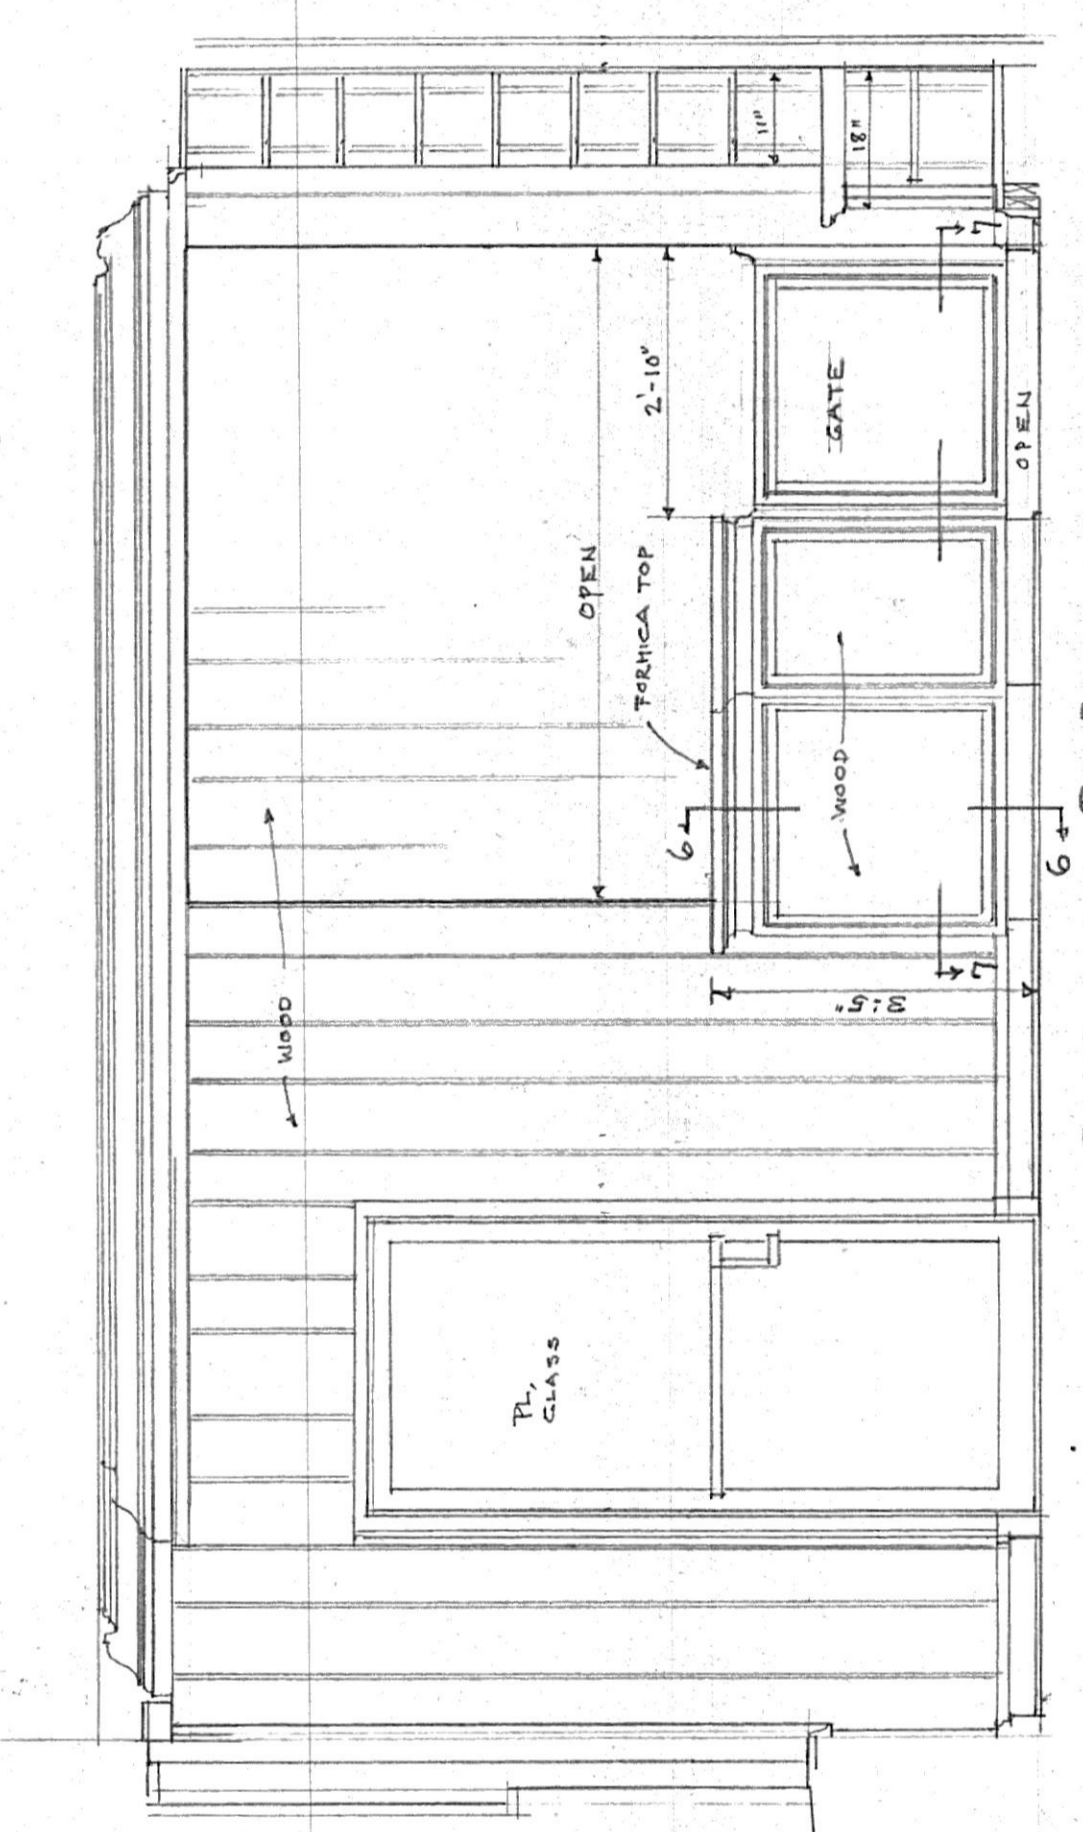 11"
18"
7
2'-10"
GATE
OPEN
OPEN
FORMICA TOP
6
WOOD
6
7
3'-5"
WOOD
PL,
GLASS